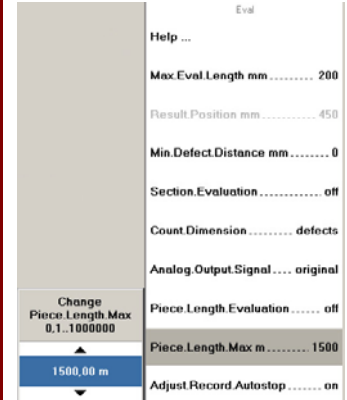 Eval
Help ...
Max.Eval.Length mm ......... 200
Result.Position mm ........... 450
Min.Defect.Distance mm ........ 0
Section.Evaluation ............. off
Count.Dimension ......... defects
Analog.Output.Signal .... original
Piece.Length.Evaluation ...... off
Piece.Length.Max m ......... 1500
Adjust.Record.Autostop ....... on
Change
Piece.Length.Max
0,1..1000000
1500,00 m